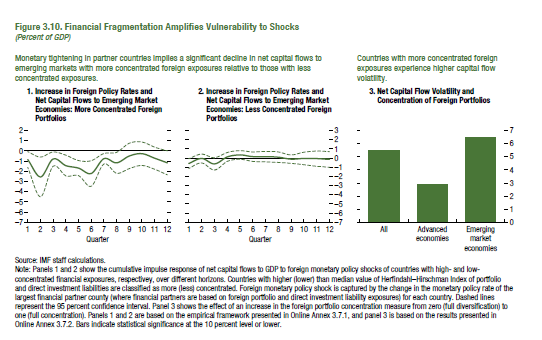 Figure 3.10. Financial Fragmentation Amplifies Vulnerability to Shocks
(Percent of GDP)
Monetary tightening in partner countries implies a significant decline in net capital flows to
emerging markets with more concentrated foreign exposures relative to those with less
concentrated exposures.
Countries with more concentrated foreign
exposures experience higher capital flow
volatility.
1. Increase in Foreign Policy Rates and
Net Capital Flows to Emerging Market
Economies: More Concentrated Foreign
Portfolios
2
1
0
–1
–2
–3
–4
–5
–6
–7
1 2 3 4 5 6 7 8 9 10 11 12
Quarter
2. Increase in Foreign Policy Rates and
Net Capital Flows to Emerging Market
Economies: Less Concentrated Foreign
Portfolios
3
2
1
0
–1
–2
–3
–4
–5
–6
–7
1 2 3 4 5 6 7 8 9 10 11 12
Quarter
3. Net Capital Flow Volatility and
Concentration of Foreign Portfolios
7
6
5
4
3
2
1
0
All
Advanced
economies
Emerging
market
economies
Source: IMF staff calculations.
Note: Panels 1 and 2 show the cumulative impulse response of net capital flows to GDP to foreign monetary policy shocks of countries with high- and low-
concentrated financial exposures, respectivey, over different horizons. Countries with higher (lower) than median value of Herfindahl–Hirschman Index of portfolio
and direct investment liabilities are classified as more (less) concentrated. Foreign monetary policy shock is captured by the change in the monetary policy rate of the
largest financial partner county (where financial partners are based on foreign portfolio and direct investment liability exposures) for each country. Dashed lines
represent the 95 percent confidence interval. Panel 3 shows the effect of an increase in the foreign portfolio concentration measure from zero (full diversification) to
one (full concentration). Panels 1 and 2 are based on the empirical framework presented in Online Annex 3.7.1, and panel 3 is based on the results presented in
Online Annex 3.7.2. Bars indicate statistical significance at the 10 percent level or lower.